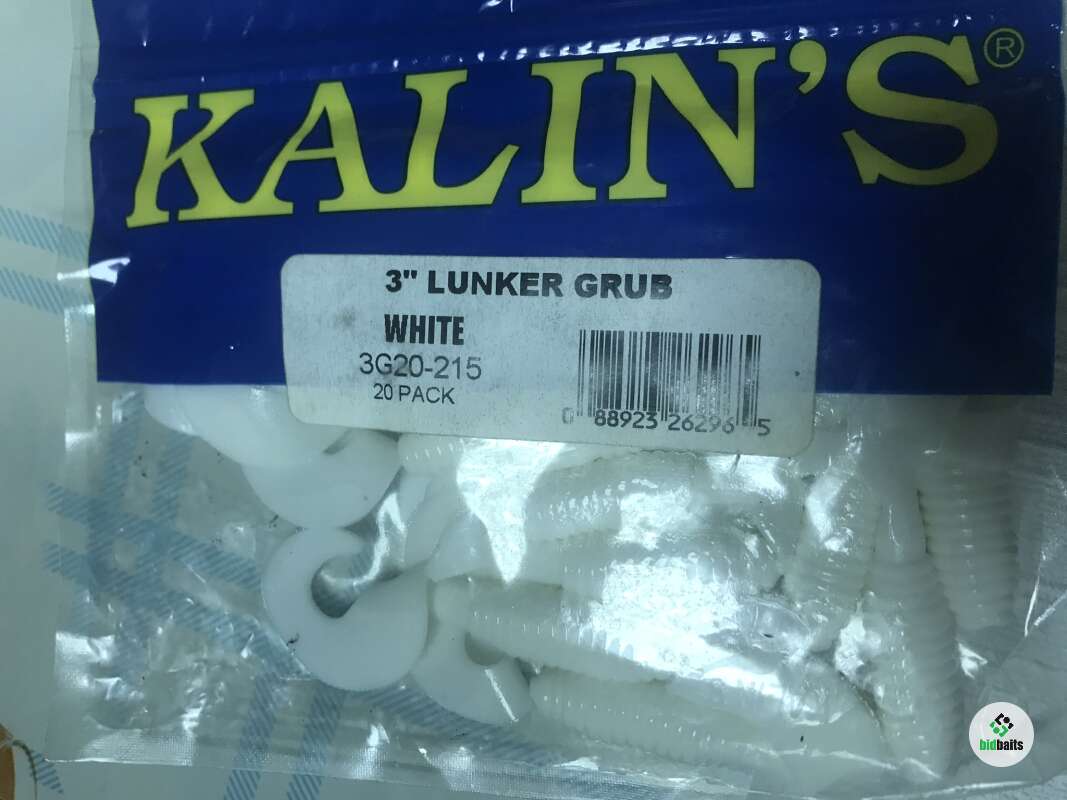 KALIN'S®
3" LUNKER GRUB
WHITE
3G20-215
20 PACK
0 88923 26296 5
bidbaits